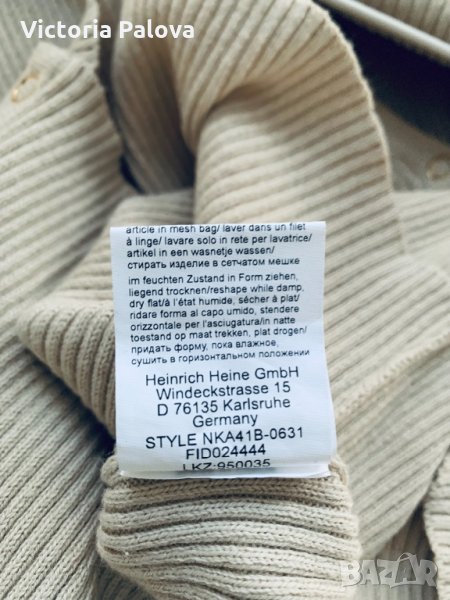 Victoria Palova
article in mesh bag/ laver dans un filet
à linge/ lavare solo in rete per lavatrice/
artikel in een wasnetje wassen/
стирать изделие в сетчатом мешке
im feuchten Zustand in Form ziehen,
liegend trocknen/reshape while damp,
dry flat/à l'état humide, sécher à plat/
ridare forma al capo umido, stendere
orizzontale per l'asciugatura/in natte
toestand op maat trekken, plat drogen/
придать форму, пока влажное,
сушить в горизонтальном положении
Heinrich Heine GmbH
Windeckstrasse 15
D 76135 Karlsruhe
Germany
STYLE NKA41B-0631
FID024444
LKZ:950035
BAZAR